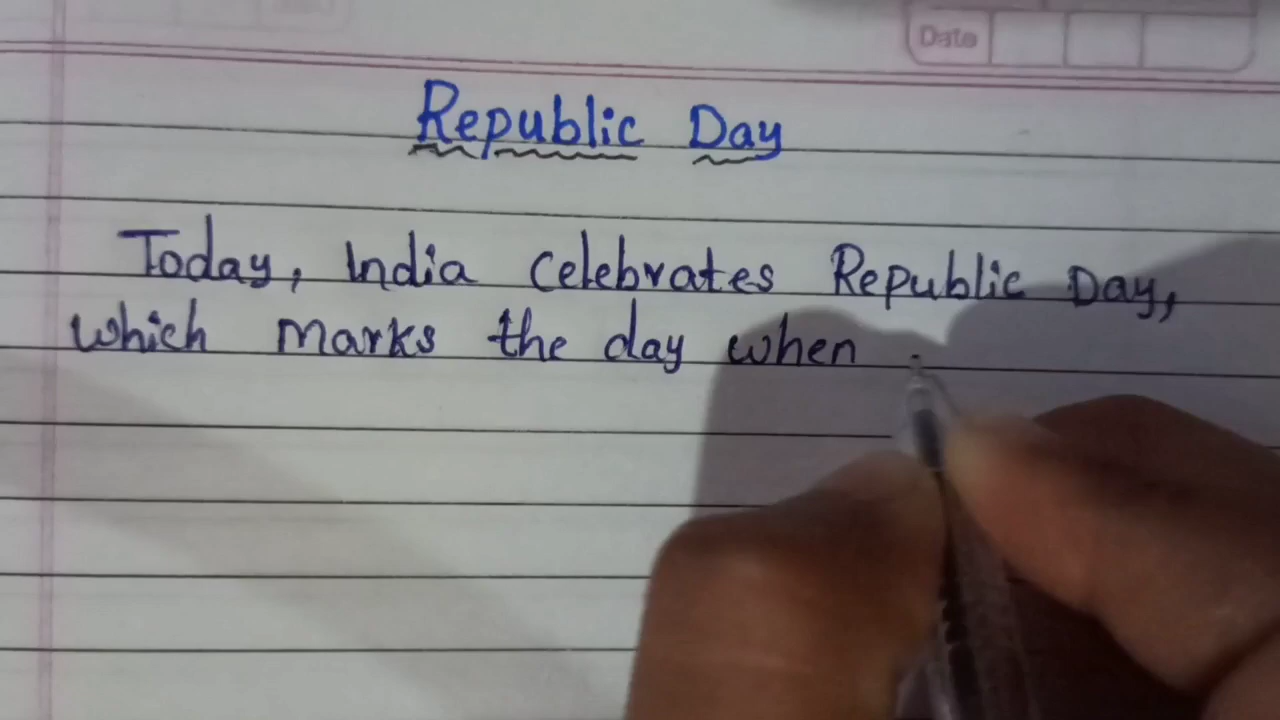 Date
Republic Day
Today, India celebrates Republic Day,
which marks the day when